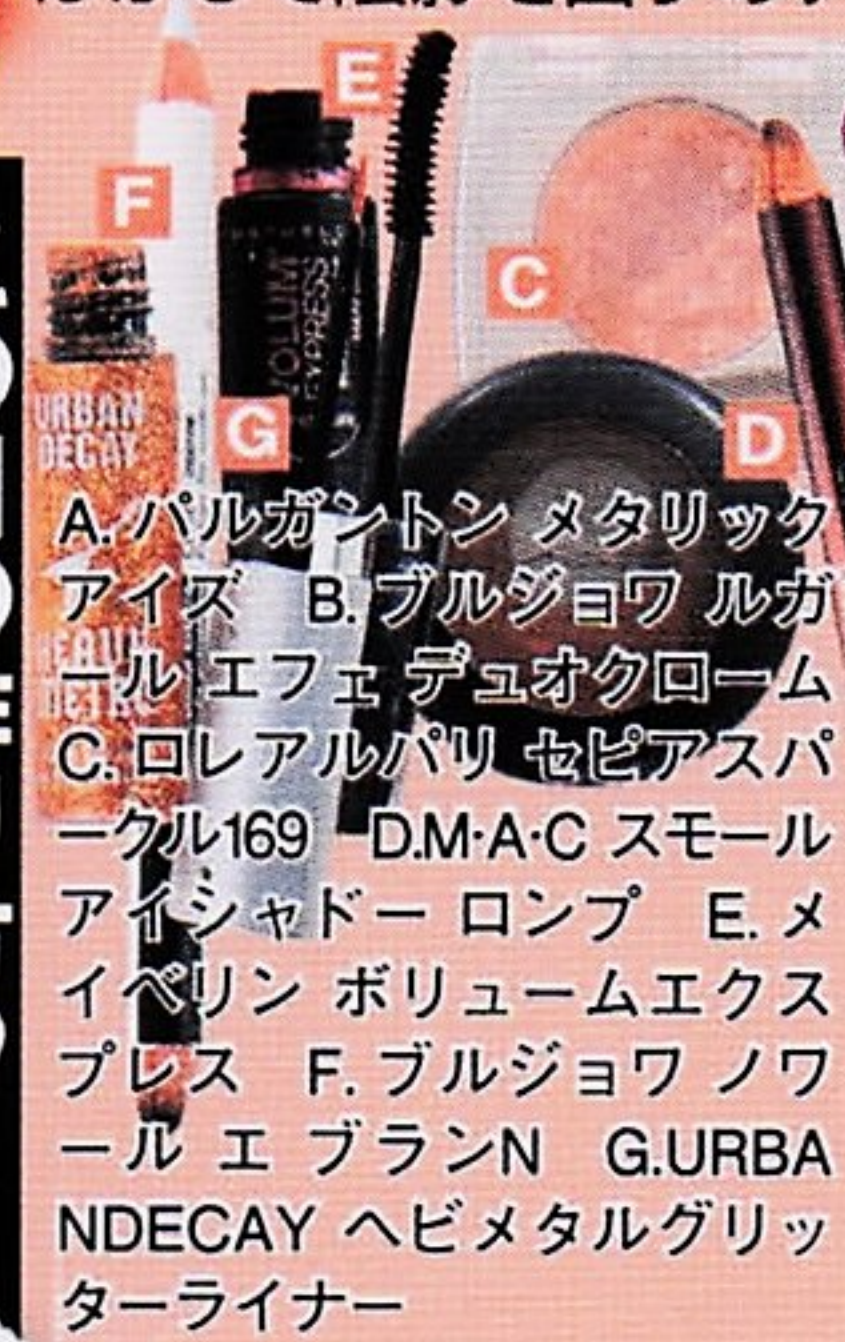 E
F
C
URBAN
DECAY
VOLUM'
EXPRESS
G
D
A. パルガントン メタリック
アイズ B. ブルジョワ ルガ
ール エフェ デュオクローム
C. ロレアルパリ セピアスパ
ークル169 D.M・A・C スモール
アイシャドー ロンプ E. メ
イベリン ボリュームエクス
プレス F. ブルジョワ ノワ
ール エ ブランN G.URBA
NDECAY ヘビメタルグリッ
ターライナー